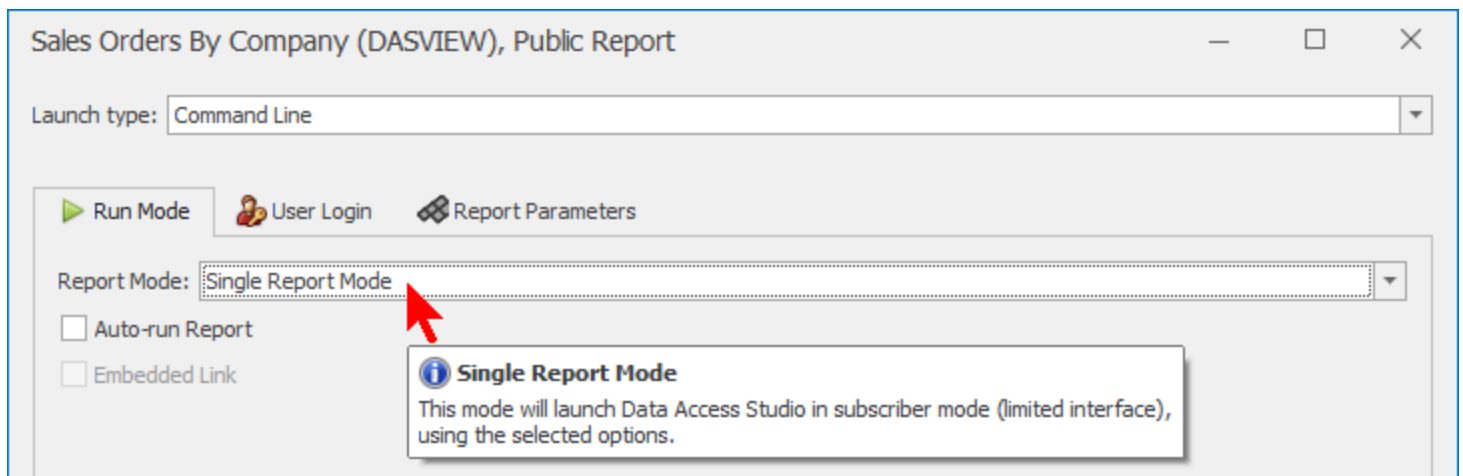 Sales Orders By Company (DASVIEW), Public Report
Launch type: Command Line
Run Mode User Login Report Parameters
Report Mode: Single Report Mode
Auto-run Report
Embedded Link
Single Report Mode
This mode will launch Data Access Studio in subscriber mode (limited interface),
using the selected options.